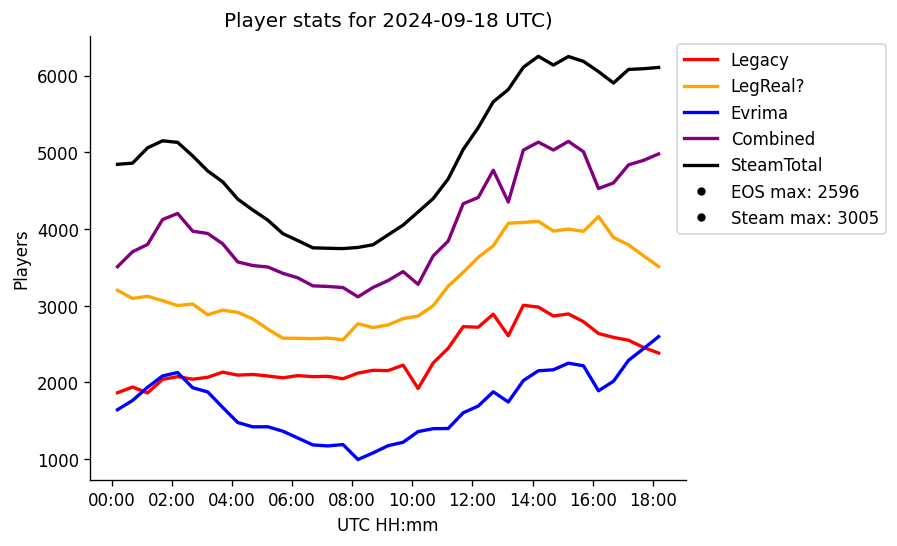 Player stats for 2024-09-18 UTC)
Legacy
LegReal?
Evrima
Combined
SteamTotal
EOS max: 2596
Steam max: 3005
Players
6000
5000
4000
3000
2000
1000
00:00 02:00 04:00 06:00 08:00 10:00 12:00 14:00 16:00 18:00
UTC HH:mm